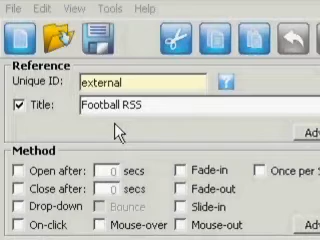 File Edit View Tools Help
Reference
Unique ID: external
Title: Football RSS
Method
Open after: 0 secs Fade-in Once per
Close after: 0 secs Fade-out
Drop-down Bounce Slide-in
On-click Mouse-over Mouse-out